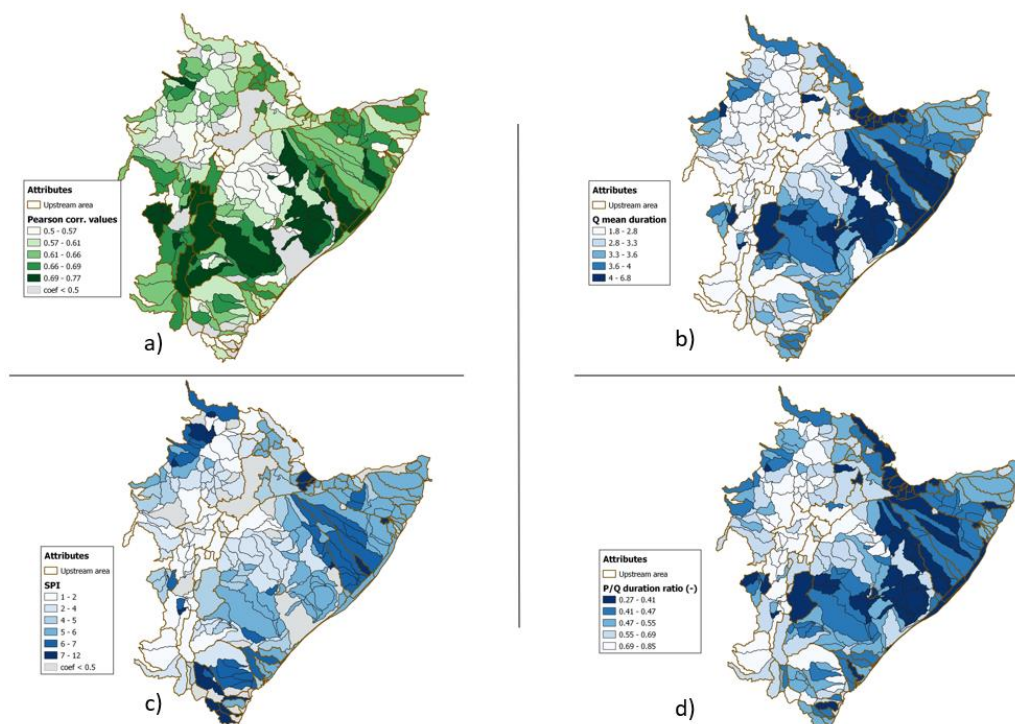 Attributes
Upstream area
Pearson corr. values
0.5 - 0.57
0.57 - 0.61
0.61 - 0.66
0.66 - 0.69
0.69 - 0.77
coef < 0.5
a)
Attributes
Upstream area
Q mean duration
1.8 - 2.8
2.8 - 3.3
3.3 - 3.6
3.6 - 4
4 - 6.8
b)
Attributes
Upstream area
SPI
1 - 2
2 - 4
4 - 5
5 - 6
6 - 7
7 - 12
coef < 0.5
c)
Attributes
Upstream area
P/Q duration ratio (-)
0.27 - 0.41
0.41 - 0.47
0.47 - 0.55
0.55 - 0.69
0.69 - 0.85
d)